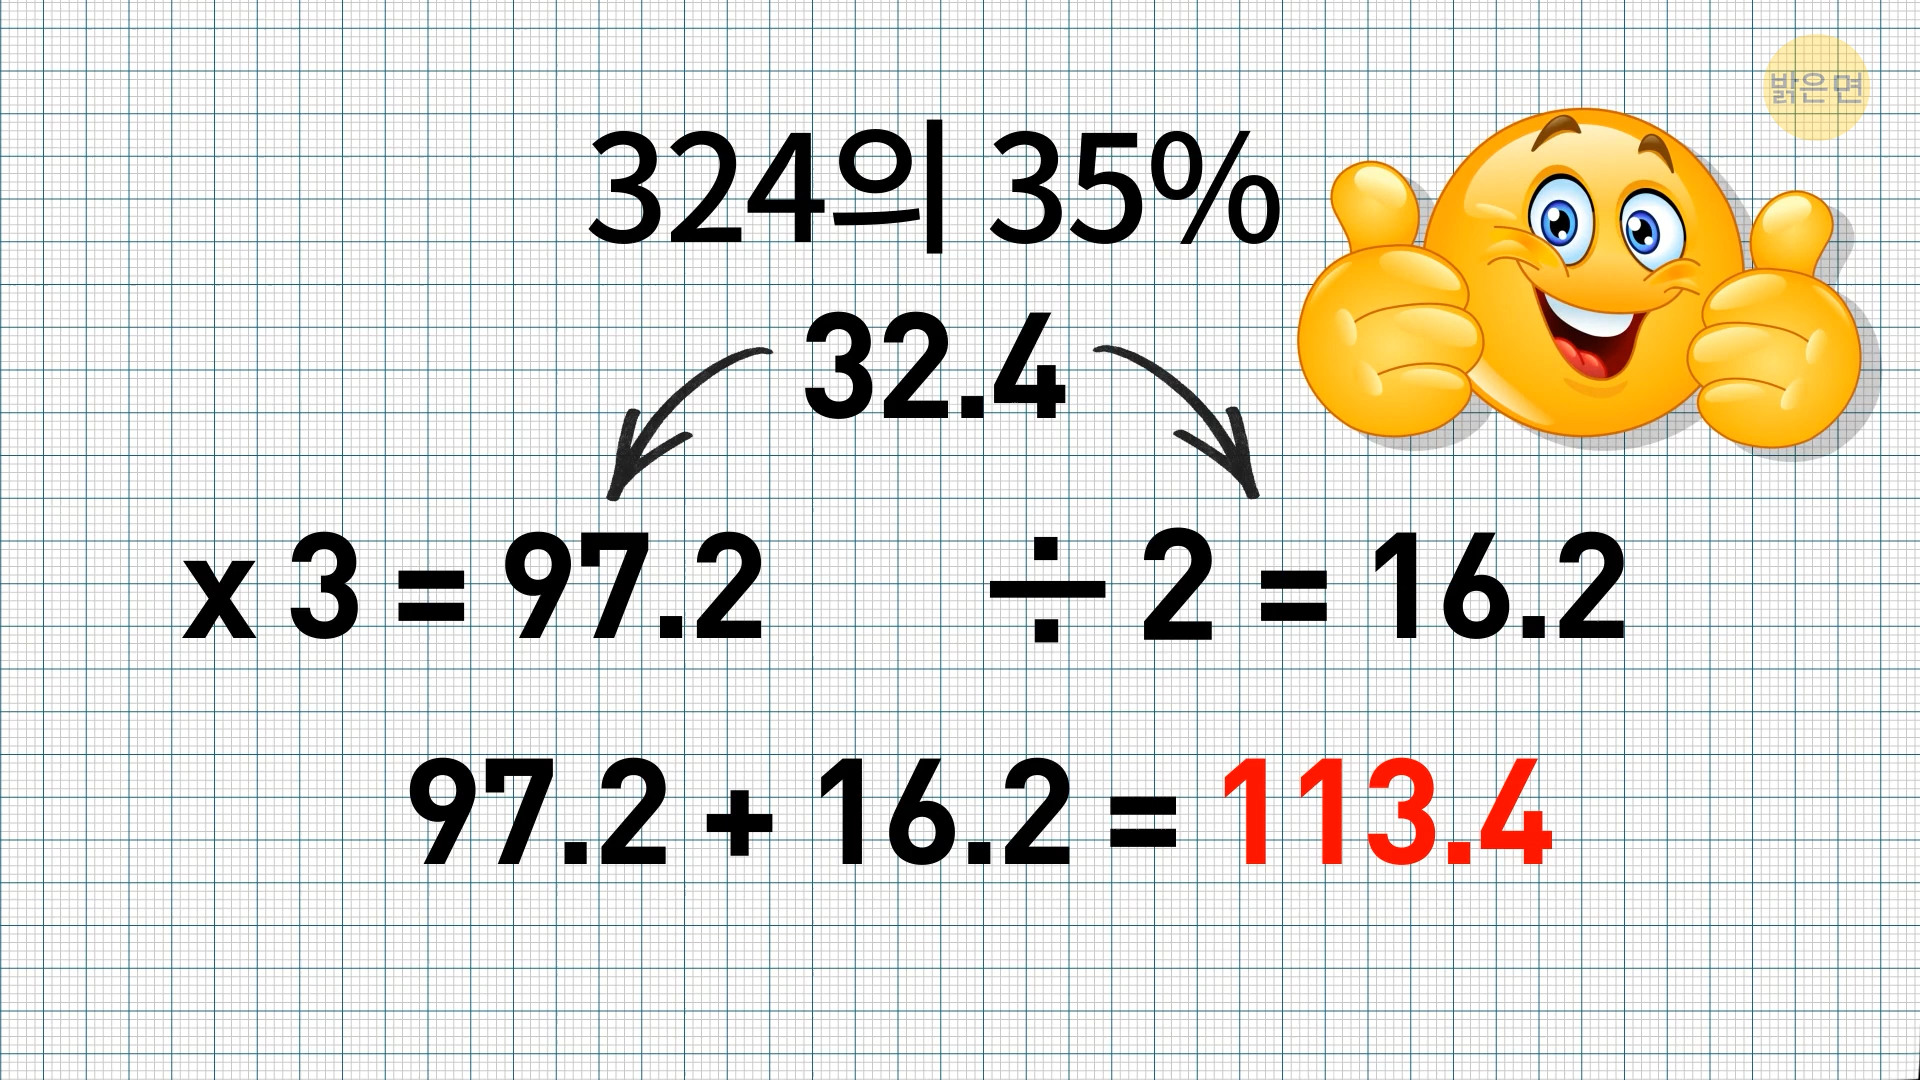 밝은면
324의 35%
32.4
x 3 = 97.2 ÷ 2 = 16.2
97.2 + 16.2 = 113.4